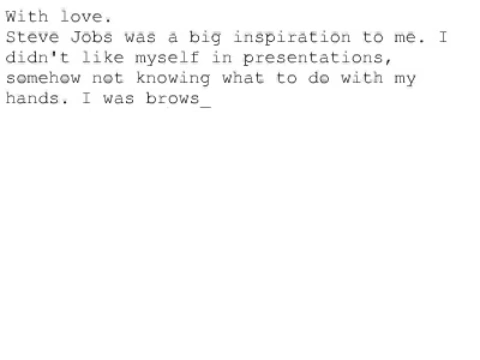 With love.
Steve Jobs was a big inspiration to me. I
didn't like myself in presentations,
somehow not knowing what to do with my
hands. I was brows_